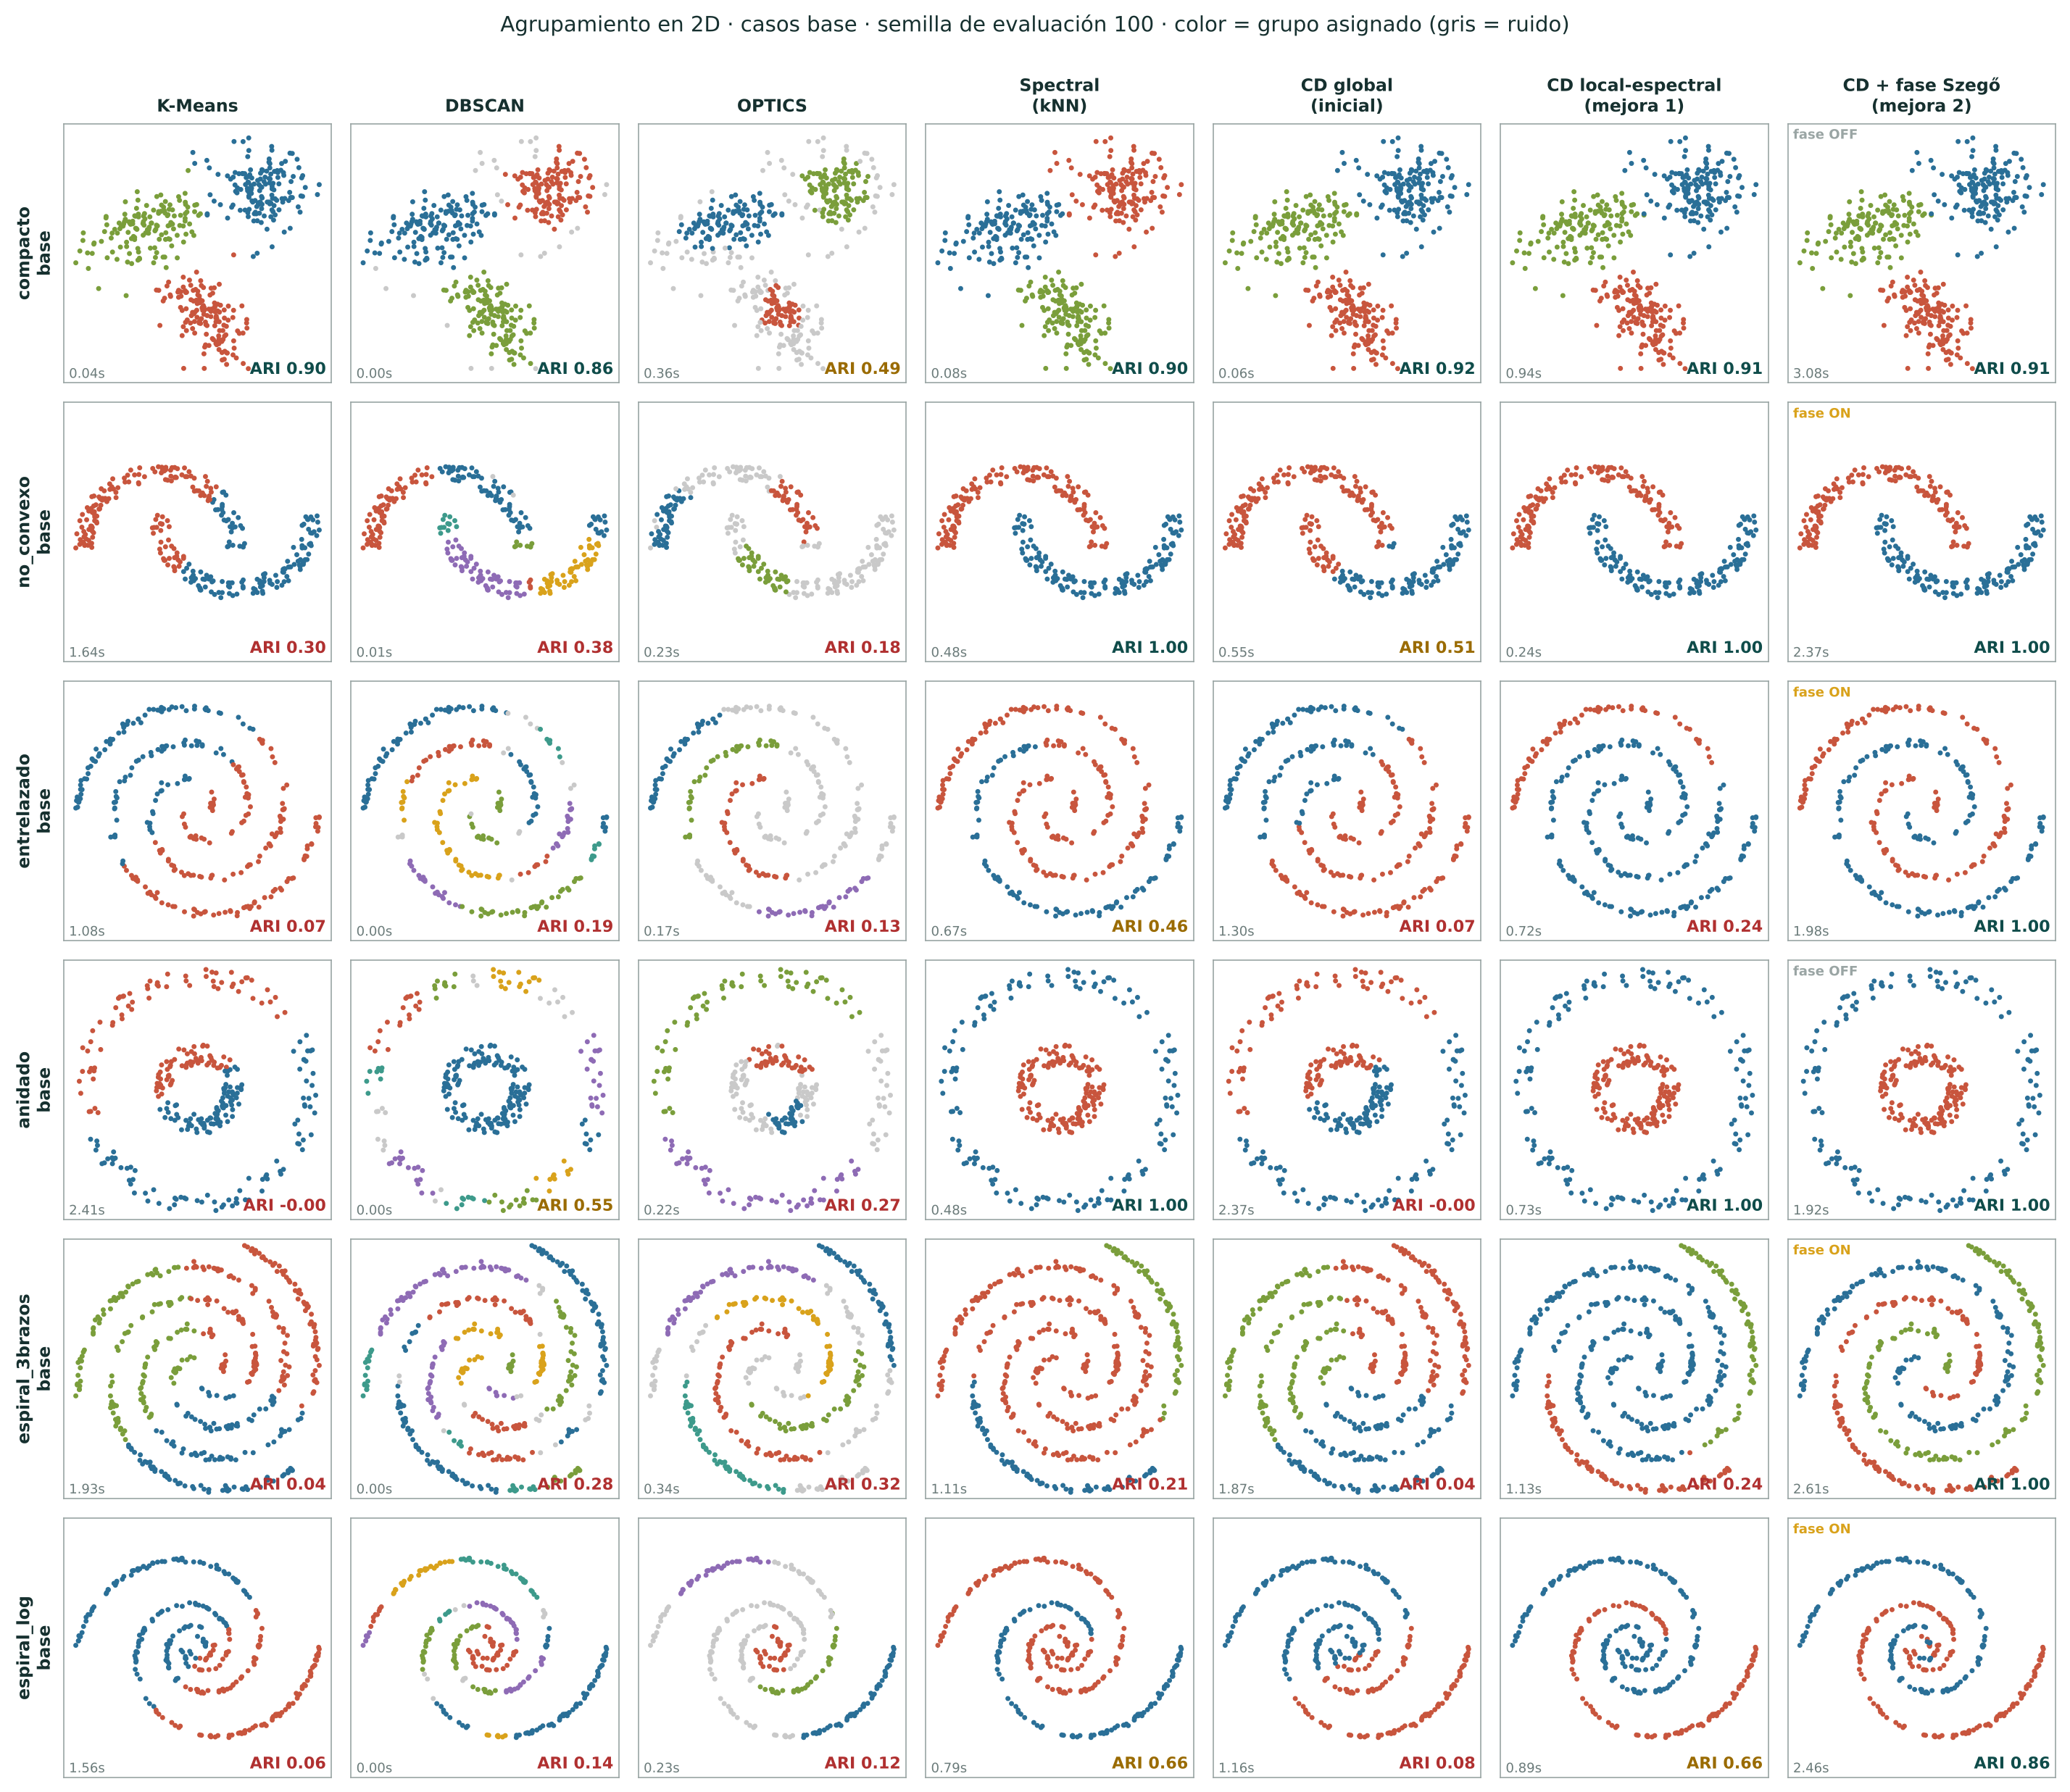 Agrupamiento en 2D · casos base · semilla de evaluación 100 · color = grupo asignado (gris = ruido)
K-Means
DBSCAN
OPTICS
Spectral
(kNN)
CD global
(inicial)
CD local-espectral
(mejora 1)
CD + fase Szegő
(mejora 2)
compacto
base
0.04s
ARI 0.90
0.00s
ARI 0.86
0.36s
ARI 0.49
0.08s
ARI 0.90
0.06s
ARI 0.92
0.94s
ARI 0.91
fase OFF
3.08s
ARI 0.91
no_convexo
base
1.64s
ARI 0.30
0.01s
ARI 0.38
0.23s
ARI 0.18
0.48s
ARI 1.00
0.55s
ARI 0.51
0.24s
ARI 1.00
fase ON
2.37s
ARI 1.00
entrelazado
base
1.08s
ARI 0.07
0.00s
ARI 0.19
0.17s
ARI 0.13
0.67s
ARI 0.46
1.30s
ARI 0.07
0.72s
ARI 0.24
fase ON
1.98s
ARI 1.00
anidado
base
2.41s
ARI -0.00
0.00s
ARI 0.55
0.22s
ARI 0.27
0.48s
ARI 1.00
2.37s
ARI -0.00
0.73s
ARI 1.00
fase OFF
1.92s
ARI 1.00
espiral_3brazos
base
1.93s
ARI 0.04
0.00s
ARI 0.28
0.34s
ARI 0.32
1.11s
ARI 0.21
1.87s
ARI 0.04
1.13s
ARI 0.24
fase ON
2.61s
ARI 1.00
espiral_log
base
1.56s
ARI 0.06
0.00s
ARI 0.14
0.23s
ARI 0.12
0.79s
ARI 0.66
1.16s
ARI 0.08
0.89s
ARI 0.66
fase ON
2.46s
ARI 0.86